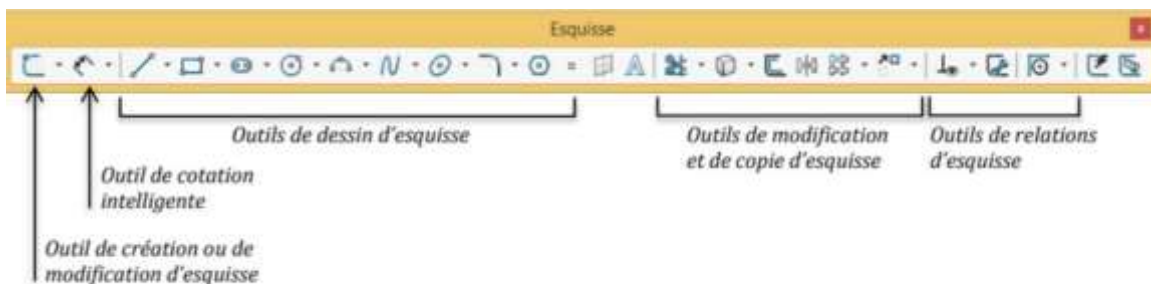 Esquisse
Outils de dessin d'esquisse
Outils de modification
et de copie d'esquisse
Outils de relations
d'esquisse
Outil de cotation
intelligente
Outil de création ou de
modification d'esquisse